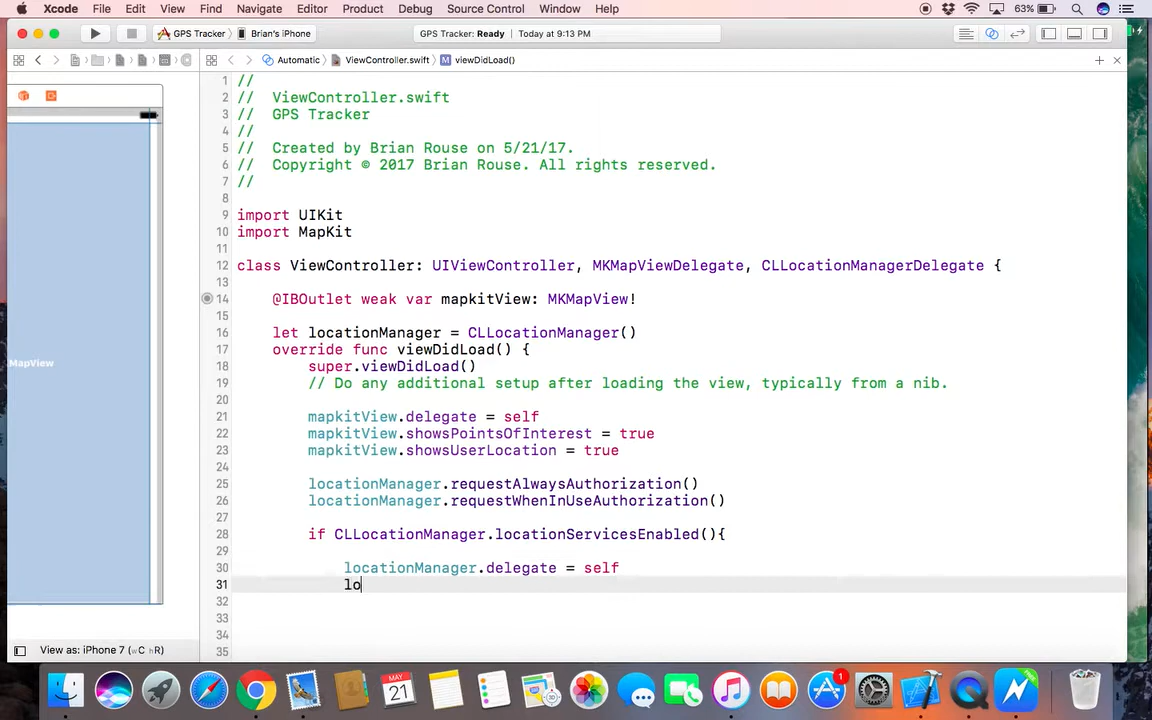 Xcode File Edit View Find Navigate Editor Product Debug Source Control Window Help 63%
GPS Tracker Brian's iPhone GPS Tracker: Ready Today at 9:13 PM
Automatic ViewController.swift M viewDidLoad()
1 //
2 // ViewController.swift
3 // GPS Tracker
4 //
5 // Created by Brian Rouse on 5/21/17.
6 // Copyright © 2017 Brian Rouse. All rights reserved.
7 //
8
9 import UIKit
10 import MapKit
11
12 class ViewController: UIViewController, MKMapViewDelegate, CLLocationManagerDelegate {
13
14 @IBOutlet weak var mapkitView: MKMapView!
15
16 let locationManager = CLLocationManager()
17 override func viewDidLoad() {
18 super.viewDidLoad()
19 // Do any additional setup after loading the view, typically from a nib.
20
21 mapkitView.delegate = self
22 mapkitView.showsPointsOfInterest = true
23 mapkitView.showsUserLocation = true
24
25 locationManager.requestAlwaysAuthorization()
26 locationManager.requestWhenInUseAuthorization()
27
28 if CLLocationManager.locationServicesEnabled(){
29
30 locationManager.delegate = self
31 lo
32
33
34
35
MapView
View as: iPhone 7 (wC hR)
MAY
21
1